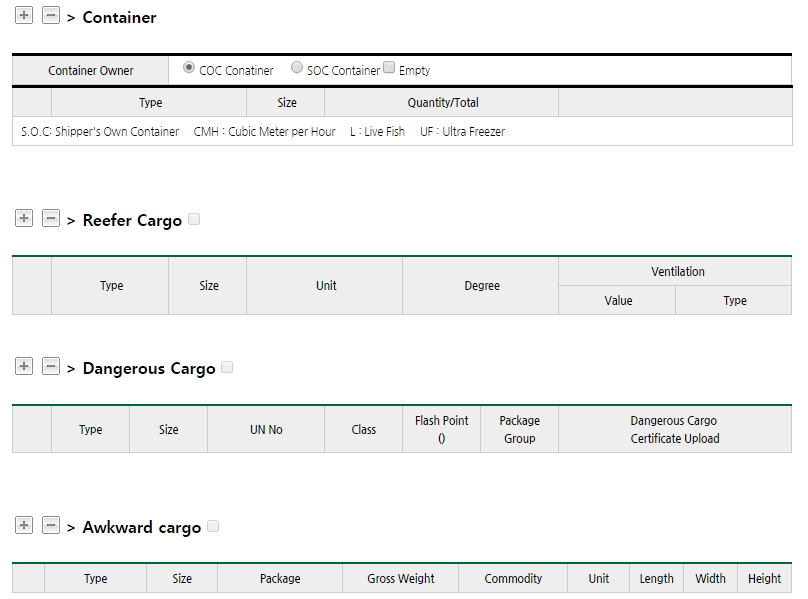 > Container
Container Owner COC Conatiner SOC Container Empty
Type Size Quantity/Total
S.O.C: Shipper's Own Container CMH : Cubic Meter per Hour L : Live Fish UF : Ultra Freezer
> Reefer Cargo
Type Size Unit Degree Ventilation
Value Type
> Dangerous Cargo
Type Size UN No Class Flash Point () Package Group Dangerous Cargo Certificate Upload
> Awkward cargo
Type Size Package Gross Weight Commodity Unit Length Width Height